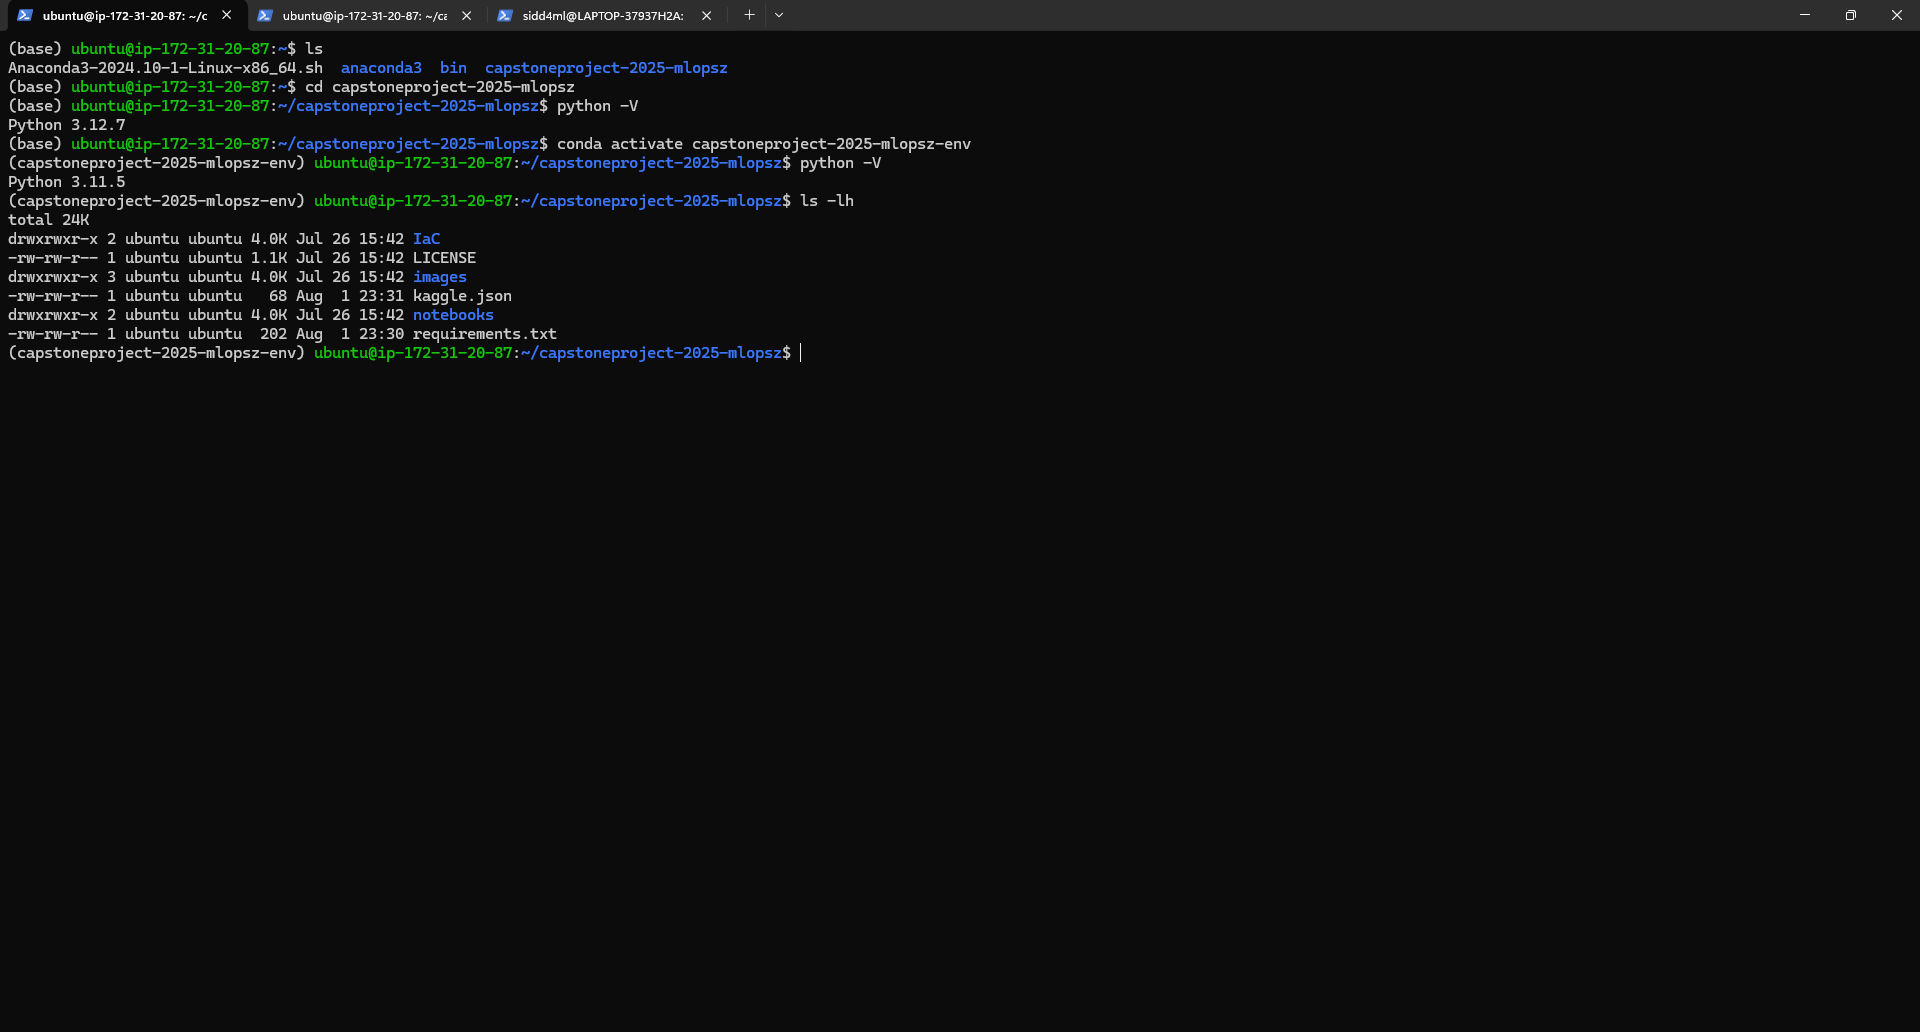 ubuntu@ip-172-31-20-87: ~/c
ubuntu@ip-172-31-20-87: ~/ca
sidd4ml@LAPTOP-37937H2A:
(base) ubuntu@ip-172-31-20-87:~$ ls
Anaconda3-2024.10-1-Linux-x86_64.sh  anaconda3  bin  capstoneproject-2025-mlopsz
(base) ubuntu@ip-172-31-20-87:~$ cd capstoneproject-2025-mlopsz
(base) ubuntu@ip-172-31-20-87:~/capstoneproject-2025-mlopsz$ python -V
Python 3.12.7
(base) ubuntu@ip-172-31-20-87:~/capstoneproject-2025-mlopsz$ conda activate capstoneproject-2025-mlopsz-env
(capstoneproject-2025-mlopsz-env) ubuntu@ip-172-31-20-87:~/capstoneproject-2025-mlopsz$ python -V
Python 3.11.5
(capstoneproject-2025-mlopsz-env) ubuntu@ip-172-31-20-87:~/capstoneproject-2025-mlopsz$ ls -lh
total 24K
drwxrwxr-x 2 ubuntu ubuntu 4.0K Jul 26 15:42 IaC
-rw-rw-r-- 1 ubuntu ubuntu 1.1K Jul 26 15:42 LICENSE
drwxrwxr-x 3 ubuntu ubuntu 4.0K Jul 26 15:42 images
-rw-rw-r-- 1 ubuntu ubuntu   68 Aug  1 23:31 kaggle.json
drwxrwxr-x 2 ubuntu ubuntu 4.0K Jul 26 15:42 notebooks
-rw-rw-r-- 1 ubuntu ubuntu  202 Aug  1 23:30 requirements.txt
(capstoneproject-2025-mlopsz-env) ubuntu@ip-172-31-20-87:~/capstoneproject-2025-mlopsz$